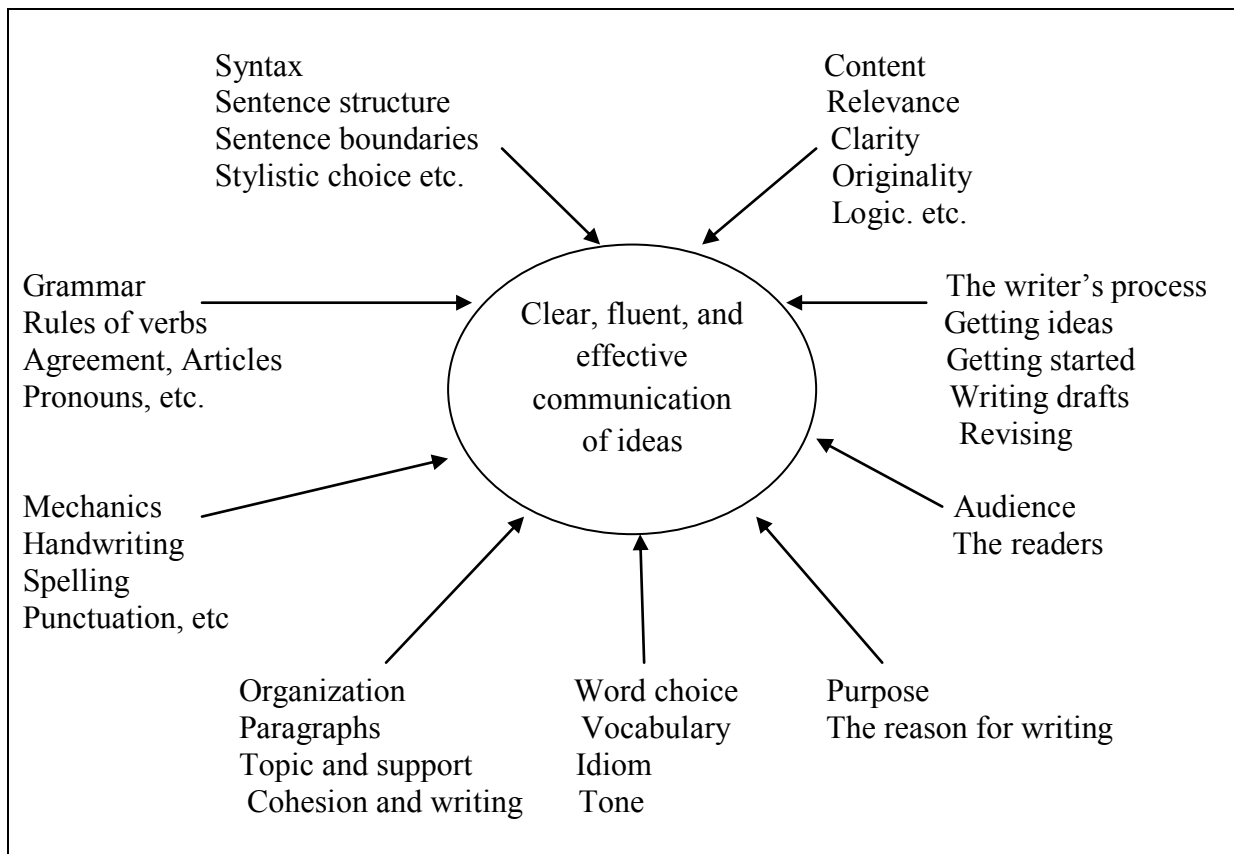 Syntax
Sentence structure
Sentence boundaries
Stylistic choice etc.
Content
Relevance
Clarity
Originality
Logic. etc.
Grammar
Rules of verbs
Agreement, Articles
Pronouns, etc.
Clear, fluent, and
effective
communication
of ideas
The writer’s process
Getting ideas
Getting started
Writing drafts
Revising
Mechanics
Handwriting
Spelling
Punctuation, etc
Audience
The readers
Organization
Paragraphs
Topic and support
Cohesion and writing
Word choice
Vocabulary
Idiom
Tone
Purpose
The reason for writing